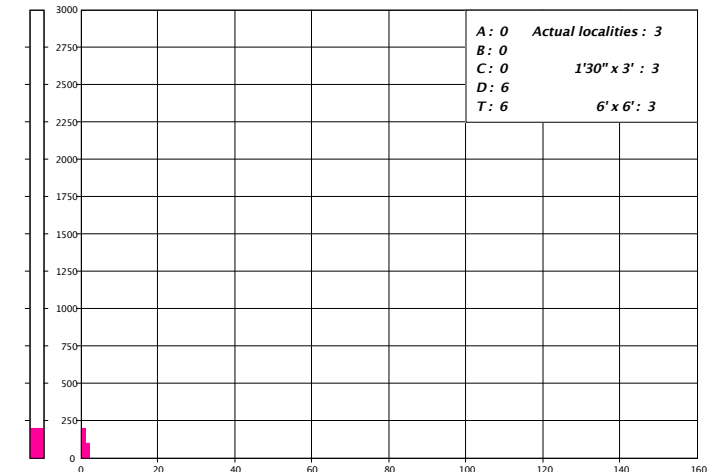 3000
A : 0 Actual localities : 3
2750
B : 0
C : 0 1'30" x 3' : 3
2500
D : 6
T : 6 6' x 6' : 3
2250
2000
1750
1500
1250
1000
750
500
250
0
0 20 40 60 80 100 120 140 160